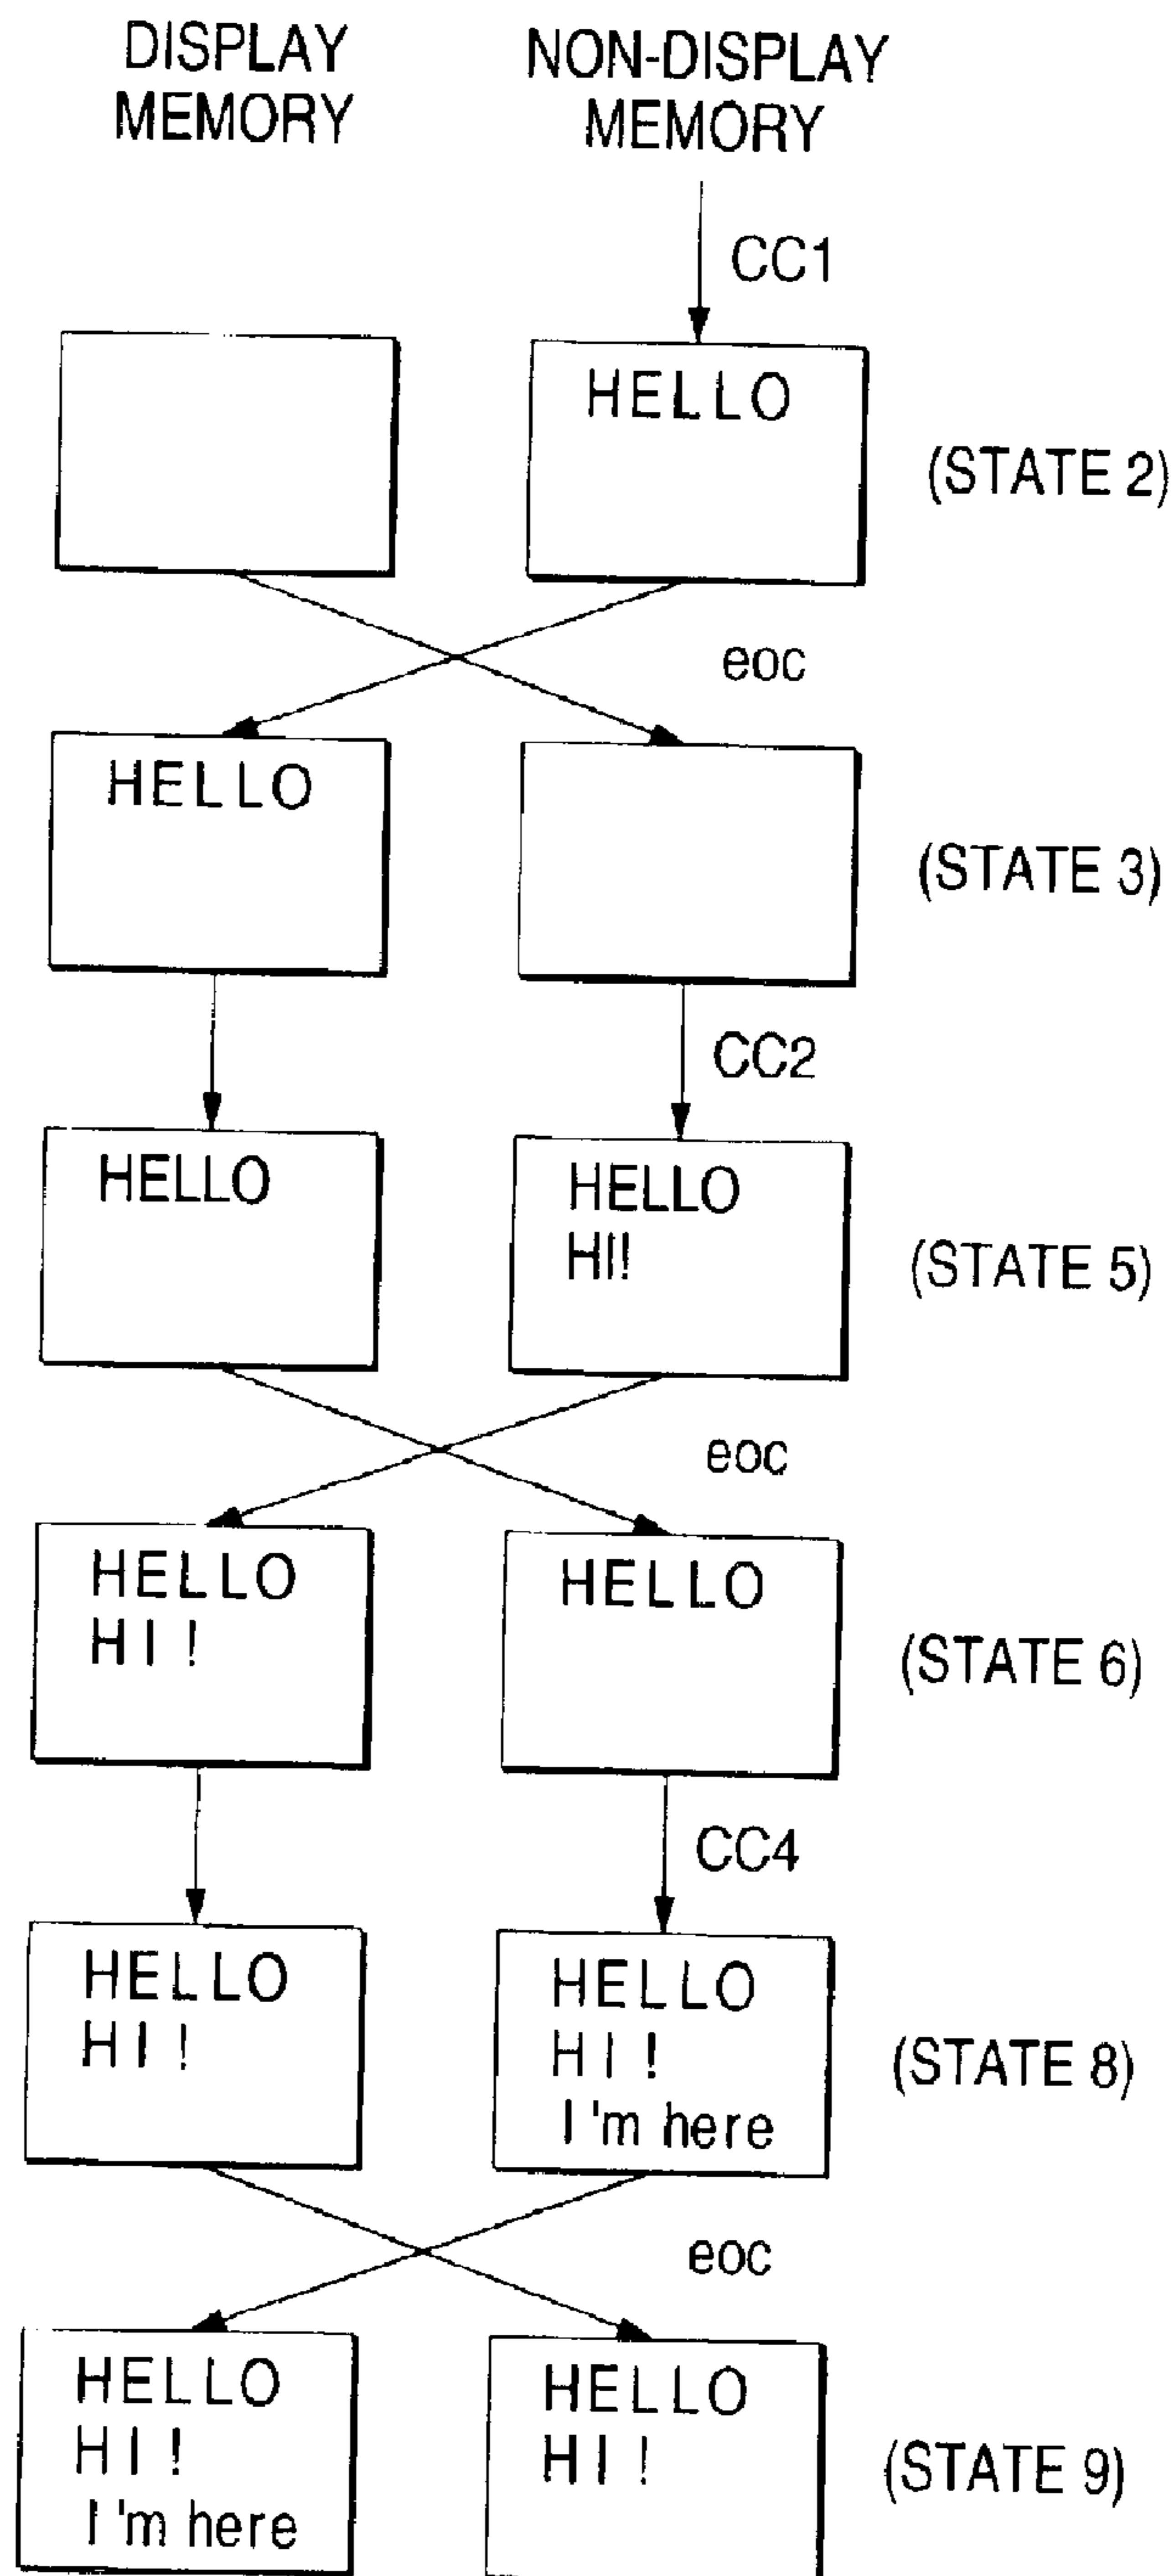 DISPLAY MEMORY
NON-DISPLAY MEMORY
CC1
HELLO
(STATE 2)
eoc
HELLO
(STATE 3)
CC2
HELLO
HELLO
HI!
(STATE 5)
eoc
HELLO
HI !
HELLO
(STATE 6)
CC4
HELLO
HI !
HELLO
HI !
I'm here
(STATE 8)
eoc
HELLO
HI !
I'm here
HELLO
HI !
(STATE 9)